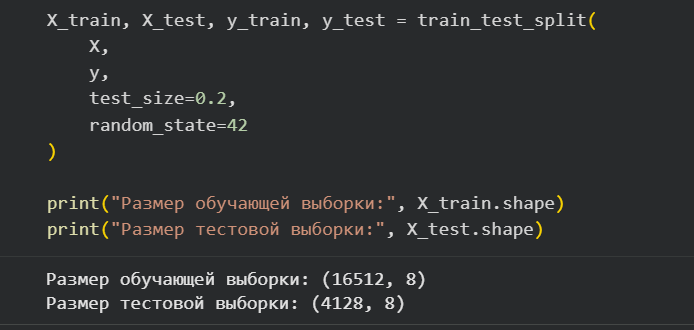 X_train, X_test, y_train, y_test = train_test_split(
    X,
    y,
    test_size=0.2,
    random_state=42
)
print("Размер обучающей выборки:", X_train.shape)
print("Размер тестовой выборки:", X_test.shape)
Размер обучающей выборки: (16512, 8)
Размер тестовой выборки: (4128, 8)